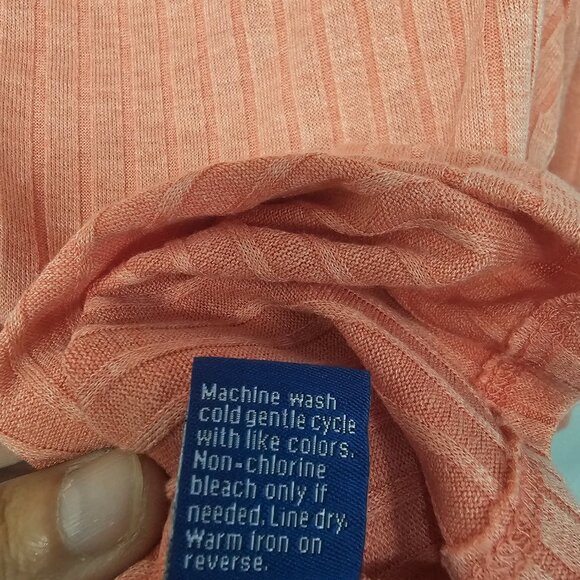 Machine wash
cold gentle cycle
with like colors.
Non-chlorine
bleach only if
needed. Line dry.
Warm iron on
reverse.